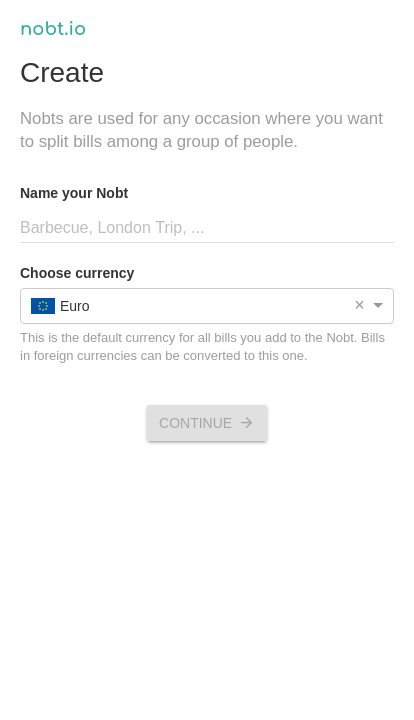 nobt.io
Create
Nobts are used for any occasion where you want
to split bills among a group of people.
Name your Nobt
Barbecue, London Trip, ...
Choose currency
Euro ×
This is the default currency for all bills you add to the Nobt. Bills
in foreign currencies can be converted to this one.
CONTINUE →